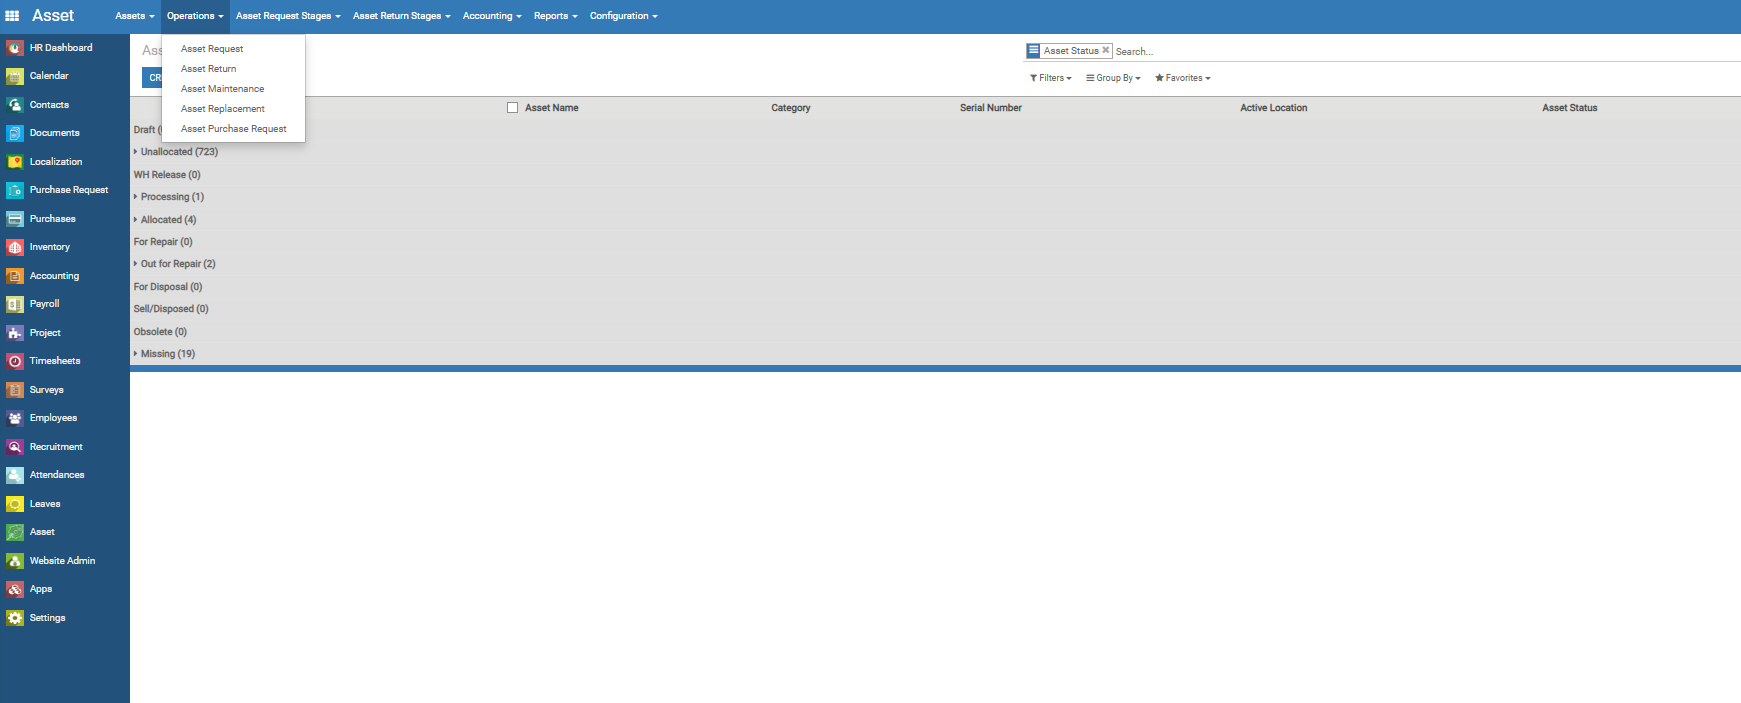 Asset
Assets
Operations
Asset Request Stages
Asset Return Stages
Accounting
Reports
Configuration
HR Dashboard
Calendar
Contacts
Documents
Localization
Purchase Request
Purchases
Inventory
Accounting
Payroll
Project
Timesheets
Surveys
Employees
Recruitment
Attendances
Leaves
Asset
Website Admin
Apps
Settings
Asset Request
Asset Return
Asset Maintenance
Asset Replacement
Asset Purchase Request
Asset Status
Search...
Filters
Group By
Favorites
Asset Name
Category
Serial Number
Active Location
Asset Status
Draft
Unallocated (723)
WH Release (0)
Processing (1)
Allocated (4)
For Repair (0)
Out for Repair (2)
For Disposal (0)
Sell/Disposed (0)
Obsolete (0)
Missing (19)